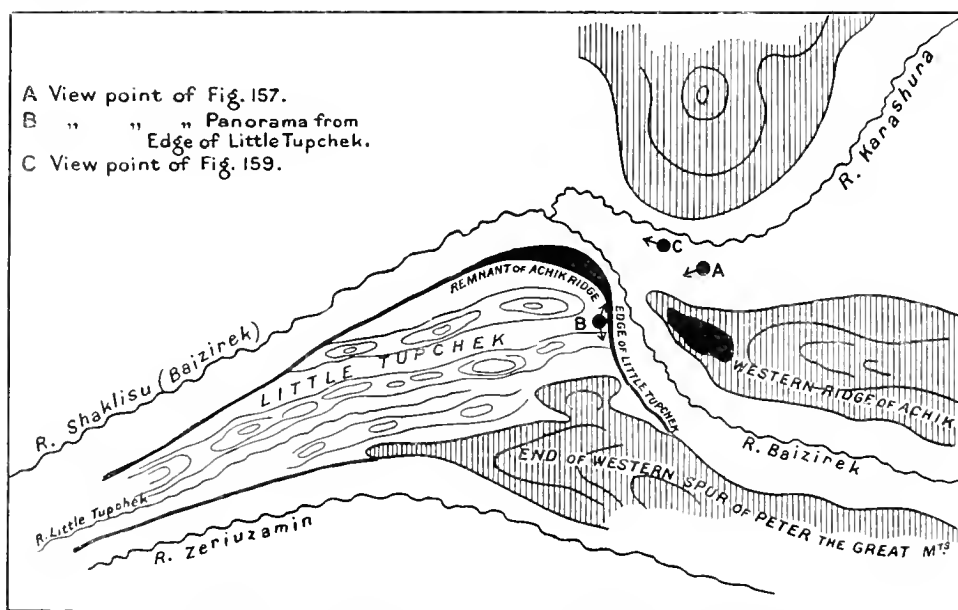 A View point of Fig. 157.
B „ „ „ Panorama from
Edge of Little Tupchek.
C View point of Fig. 159.
R. Karashura
C
A
REMNANT OF ACHIK RIDGE
B
EDGE OF LITTLE TUPCHEK
R. Shaklisu (Baizirek)
LITTLE TUPCHEK
WESTERN RIDGE OF ACHIK
R. Baizirek
END OF WESTERN SPUR OF PETER THE GREAT MTS.
R. Little Tupchek
R. Zeriuzamin